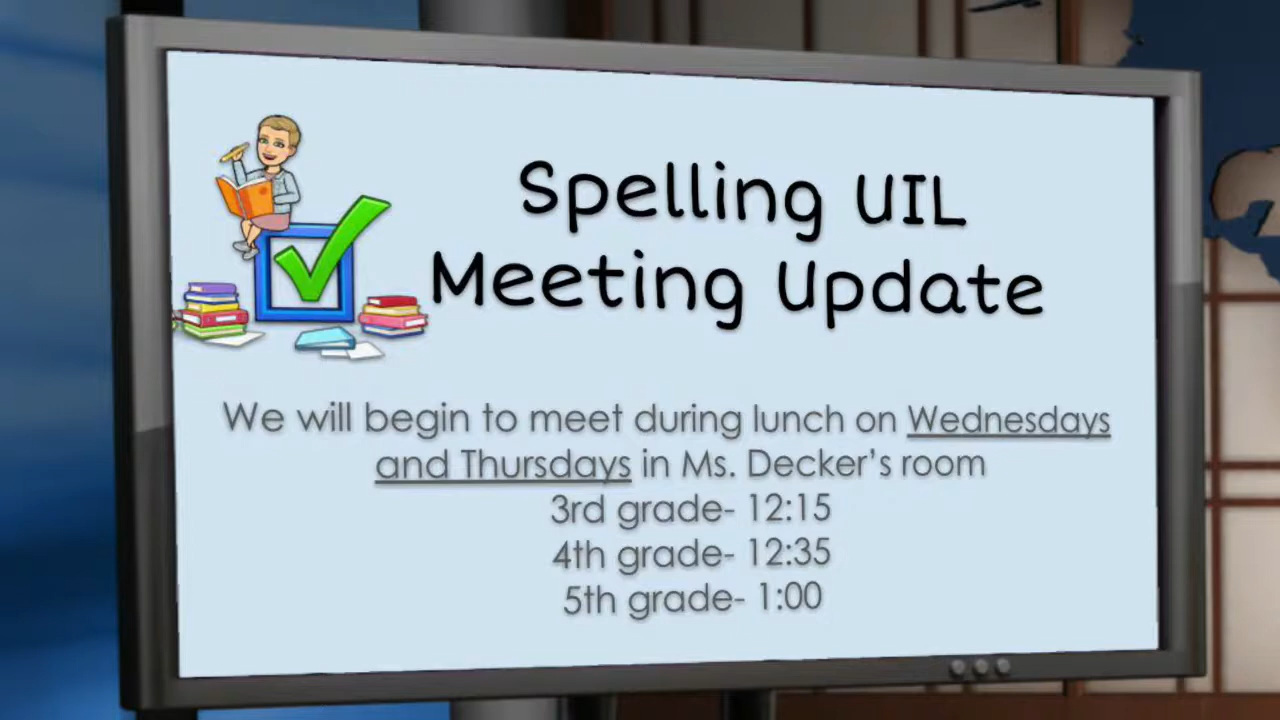 Spelling UIL
Meeting Update
We will begin to meet during lunch on Wednesdays
and Thursdays in Ms. Decker's room
3rd grade- 12:15
4th grade- 12:35
5th grade- 1:00